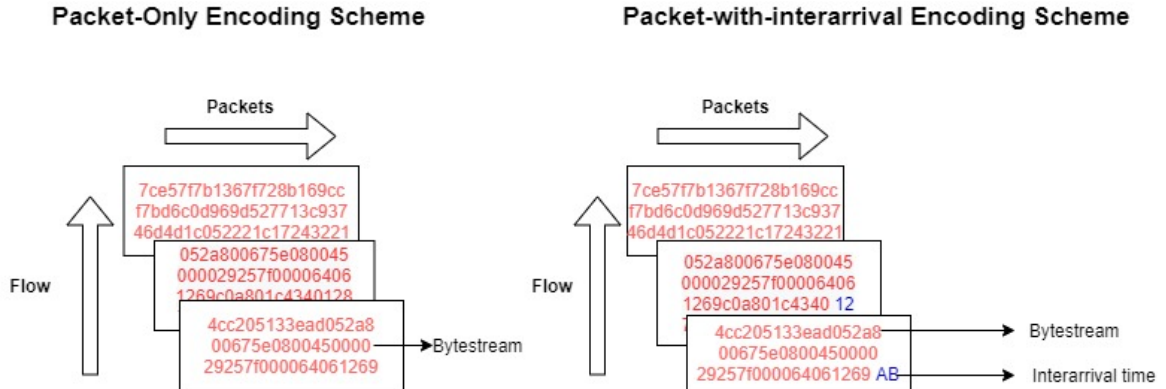 Packet-Only Encoding Scheme
Packets
7ce57f7b1367f728b169cc
f7bd6c0d969d527713c937
46d4d1c052221c17243221
052a800675e080045
000029257f00006406
1269c0a801c4340128
Flow
4cc205133ead052a8
00675e0800450000
Bytestream
29257f000064061269
Packet-with-interarrival Encoding Scheme
Packets
7ce57f7b1367f728b169cc
f7bd6c0d969d527713c937
46d4d1c052221c17243221
052a800675e080045
000029257f00006406
Flow
1269c0a801c4340 12
4cc205133ead052a8
Bytestream
00675e0800450000
29257f000064061269 AB
Interarrival time